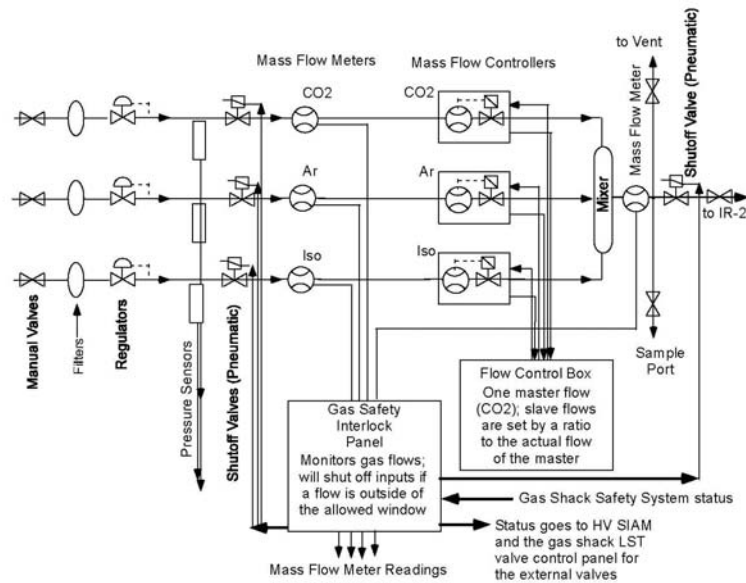 to Vent
Mass Flow Meters
Mass Flow Controllers
Mass Flow Meter
Shutoff Valve (Pneumatic)
CO2
CO2
Ar
Ar
Mixer
to IR-2
Iso
Iso
Manual Valves
Filters
Regulators
Pressure Sensors
Shutoff Valves (Pneumatic)
Sample
Port
Flow Control Box
One master flow
(CO2); slave flows
are set by a ratio
to the actual flow
of the master
Gas Safety
Interlock
Panel
Monitors gas flows;
will shut off inputs if
a flow is outside of
the allowed window
Gas Shack Safety System status
Status goes to HV SIAM
and the gas shack LST
valve control panel for
the external valves
Mass Flow Meter Readings